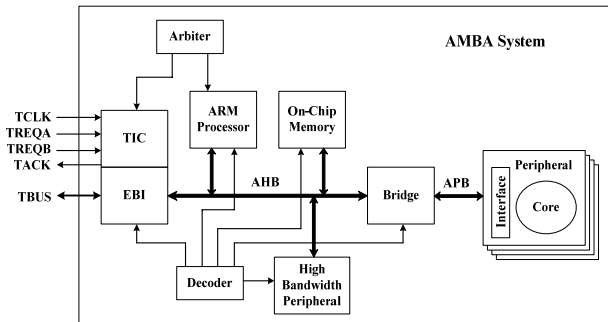 Arbiter
AMBA System
TCLK
TREQA
TREQB
TACK
TBUS
TIC
EBI
ARM
Processor
On-Chip
Memory
AHB
Bridge
APB
Peripheral
Interface
Core
Decoder
High
Bandwidth
Peripheral